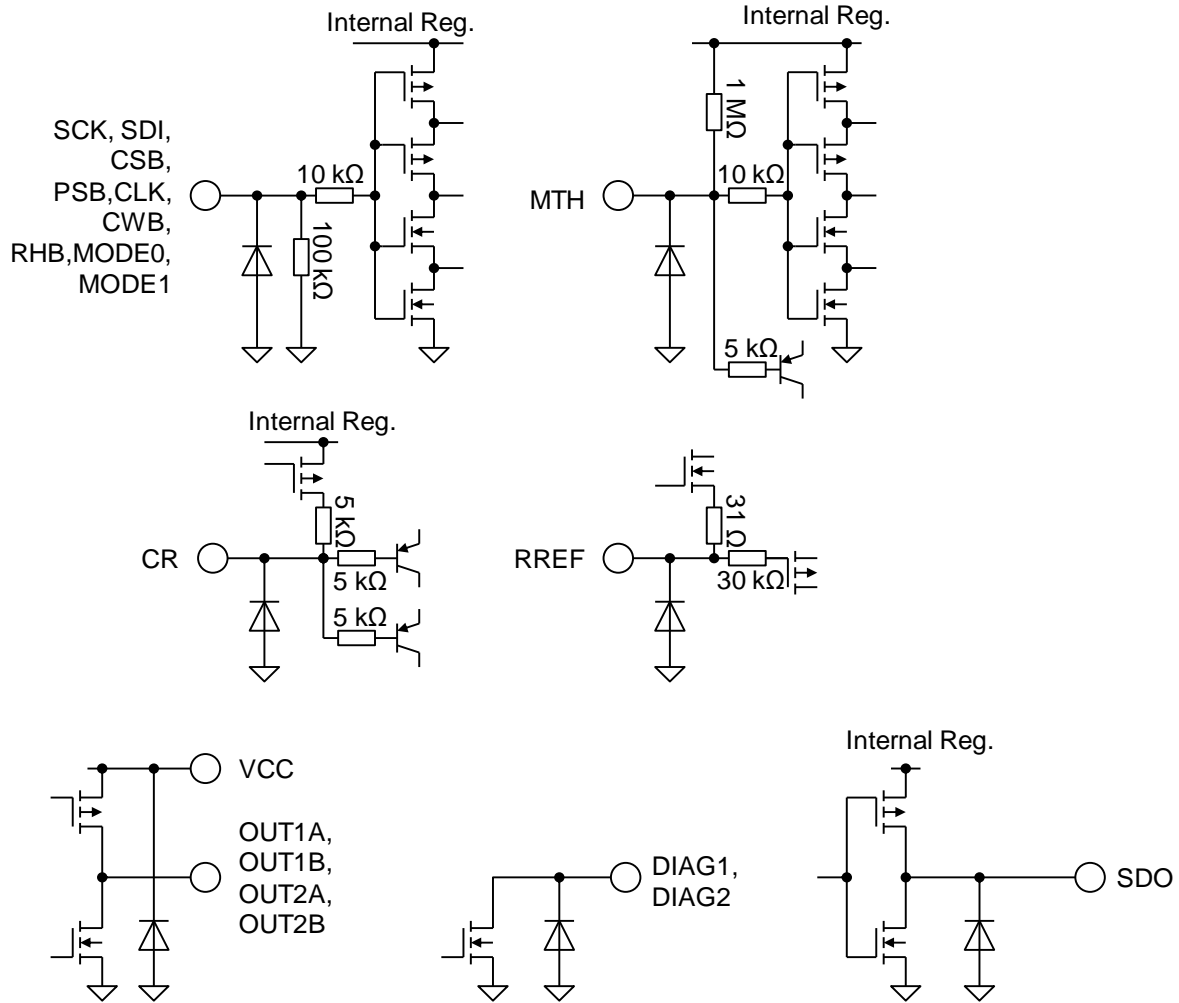 Internal Reg.
SCK, SDI,
CSB,
PSB,CLK,
CWB,
RHB,MODE0,
MODE1
10 kΩ
100 kΩ
Internal Reg.
1 MΩ
MTH
10 kΩ
5 kΩ
Internal Reg.
5 kΩ
CR
5 kΩ
5 kΩ
31 Ω
RREF
30 kΩ
VCC
OUT1A,
OUT1B,
OUT2A,
OUT2B
DIAG1,
DIAG2
Internal Reg.
SDO